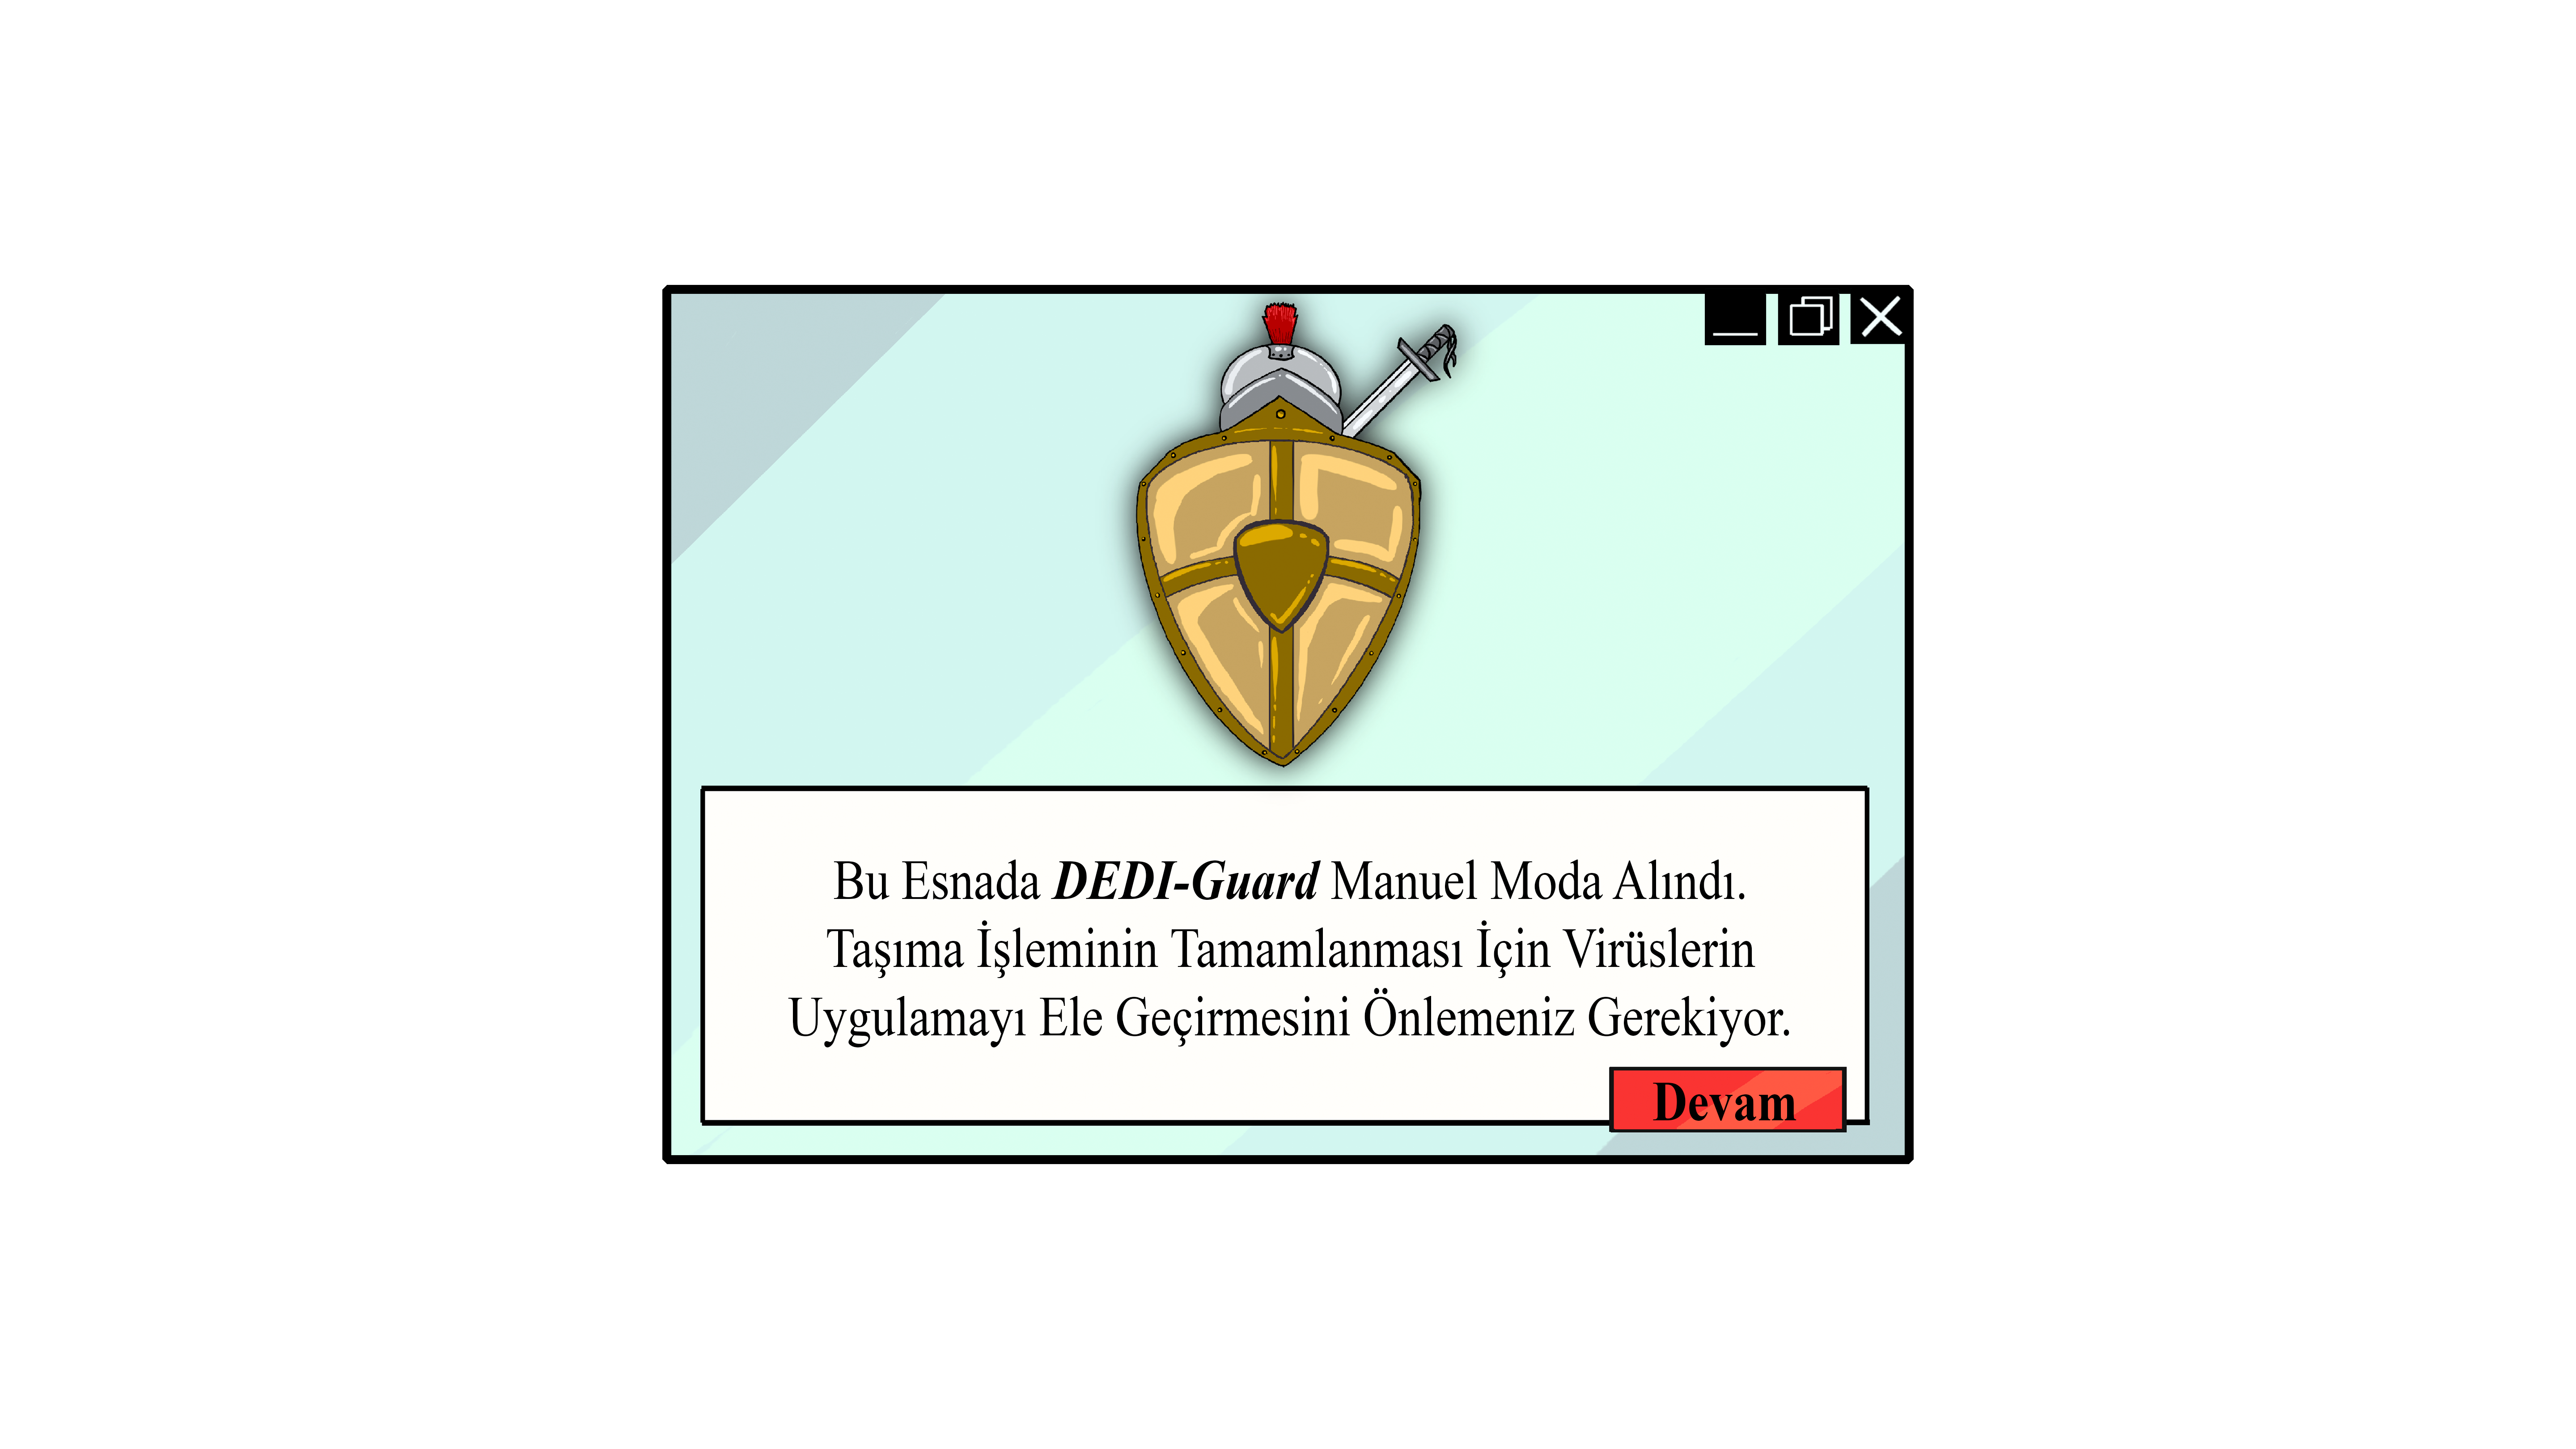 Bu Esnada DEDI-Guard Manuel Moda Alındı.
Taşıma İşleminin Tamamlanması İçin Virüslerin
Uygulamayı Ele Geçirmesini Önlemeniz Gerekiyor.
Devam